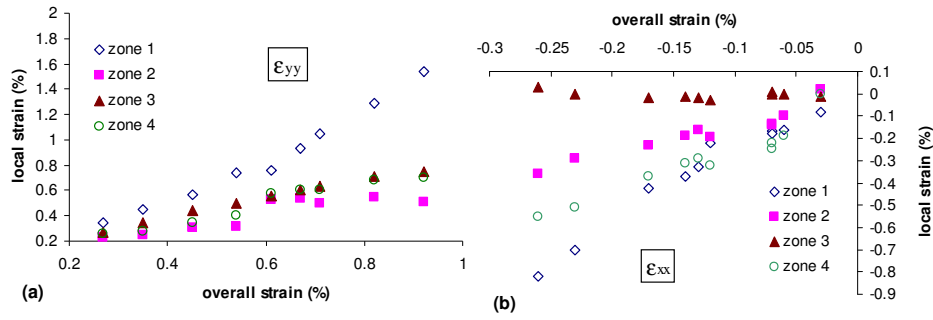 2
1.8
1.6
1.4
1.2
1
0.8
0.6
0.4
0.2
local strain (%)
zone 1
zone 2
zone 3
zone 4
εyy
0.2 0.4 0.6 0.8 1
overall strain (%)
(a)
overall strain (%)
-0.3 -0.2 -0.1 -0.05 0
0.1
0
-0.1
-0.2
-0.3
-0.4
-0.5
-0.6
-0.7
-0.8
-0.9
local strain (%)
zone 1
zone 2
zone 3
zone 4
εxx
(b)